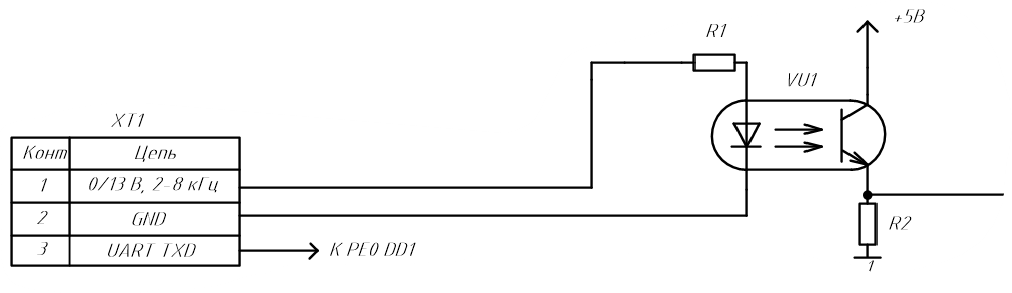 +5В
R1
VU1
XT1
Конт Цепь
1 0/13 В, 2-8 кГц
2 GND
3 UART TXD
К PE0 DD1
R2
1